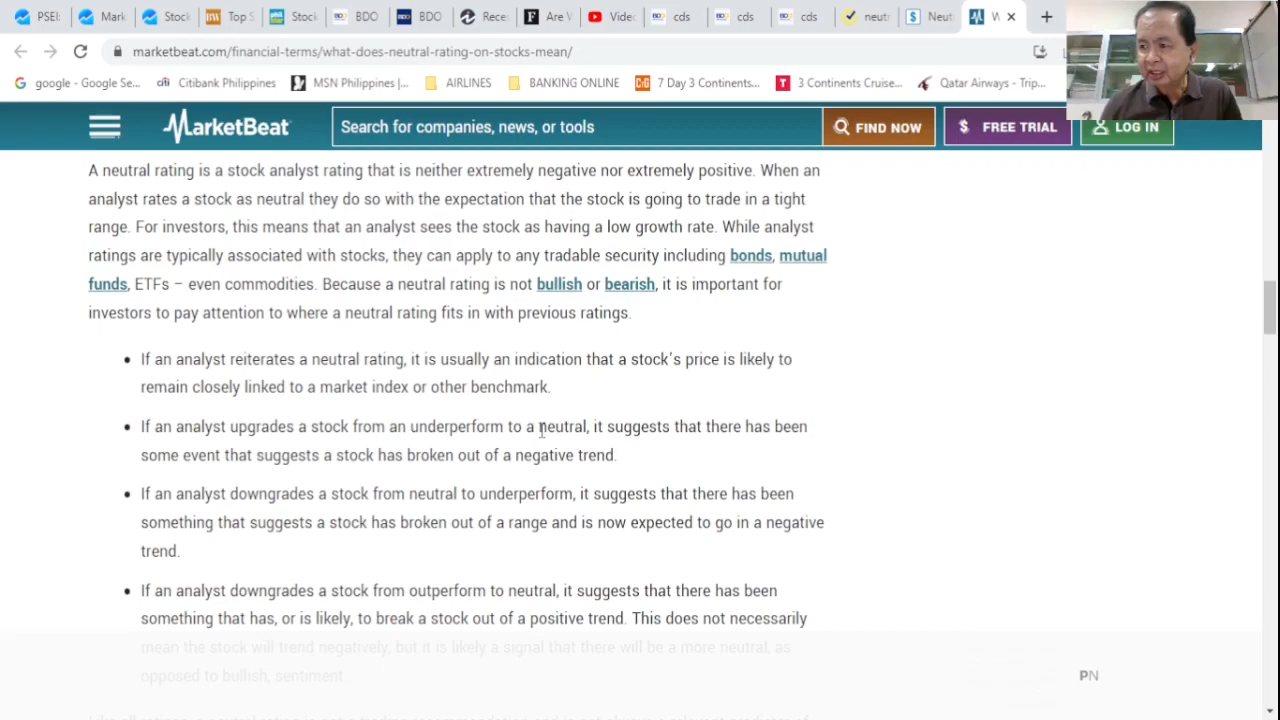 PSEi
Mark
Stock
Top S
Stock
BDO
BDO
Rece
Are V
Vide
cds
cds
cds
neutr
Neut
W
marketbeat.com/financial-terms/what-does-neutral-rating-on-stocks-mean/
google - Google Se...
Citibank Philippines
MSN Philippines |...
AIRLINES
BANKING ONLINE
7 Day 3 Continents...
3 Continents Cruise...
Qatar Airways - Trip...
MarketBeat
Search for companies, news, or tools
FIND NOW
$ FREE TRIAL
LOG IN
A neutral rating is a stock analyst rating that is neither extremely negative nor extremely positive. When an
analyst rates a stock as neutral they do so with the expectation that the stock is going to trade in a tight
range. For investors, this means that an analyst sees the stock as having a low growth rate. While analyst
ratings are typically associated with stocks, they can apply to any tradable security including bonds, mutual
funds, ETFs – even commodities. Because a neutral rating is not bullish or bearish, it is important for
investors to pay attention to where a neutral rating fits in with previous ratings.
• If an analyst reiterates a neutral rating, it is usually an indication that a stock's price is likely to
remain closely linked to a market index or other benchmark.
• If an analyst upgrades a stock from an underperform to a neutral, it suggests that there has been
some event that suggests a stock has broken out of a negative trend.
• If an analyst downgrades a stock from neutral to underperform, it suggests that there has been
something that suggests a stock has broken out of a range and is now expected to go in a negative
trend.
• If an analyst downgrades a stock from outperform to neutral, it suggests that there has been
something that has, or is likely, to break a stock out of a positive trend. This does not necessarily
mean the stock will trend negatively, but it is likely a signal that there will be a more neutral, as
opposed to bullish, sentiment.
PN